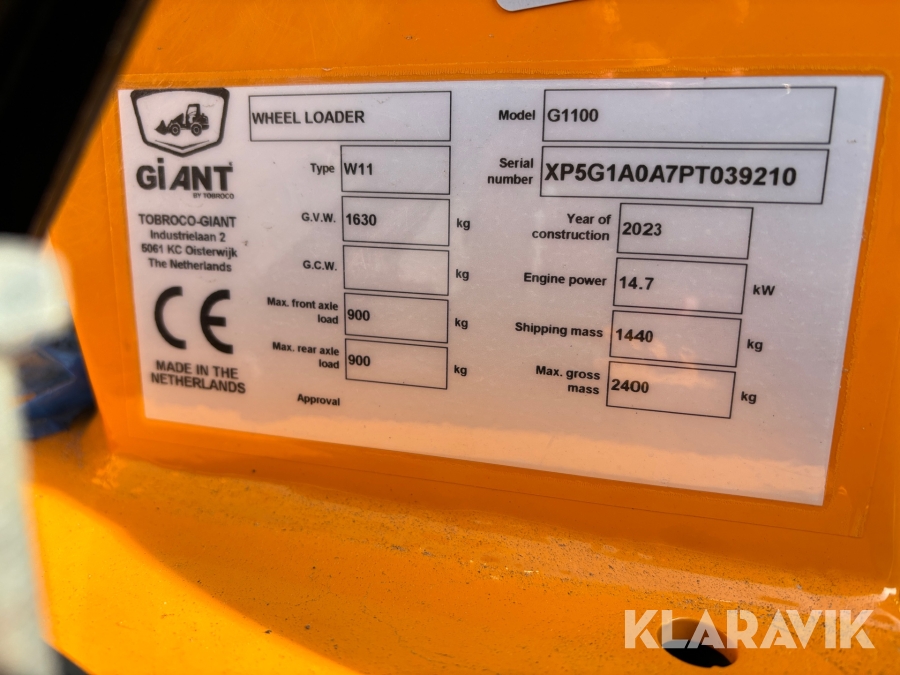 GiANT
BY TOBROCO
TOBROCO-GIANT
Industrielaan 2
5061 KC Oisterwijk
The Netherlands
CE
MADE IN THE
NETHERLANDS
WHEEL LOADER
Type W11
G.V.W. 1630 kg
G.C.W. kg
Max. front axle
load 900 kg
Max. rear axle
load 900 kg
Approval
Model G1100
Serial
number XP5G1A0A7PT039210
Year of
construction 2023
Engine power 14.7 kW
Shipping mass 1440 kg
Max. gross
mass 2400 kg
KLARAVIK